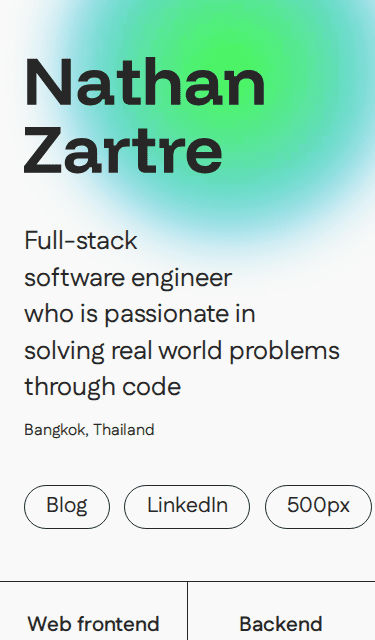 Nathan
Zartre
Full-stack
software engineer
who is passionate in
solving real world problems
through code
Bangkok, Thailand
Blog LinkedIn 500px
Web frontend Backend